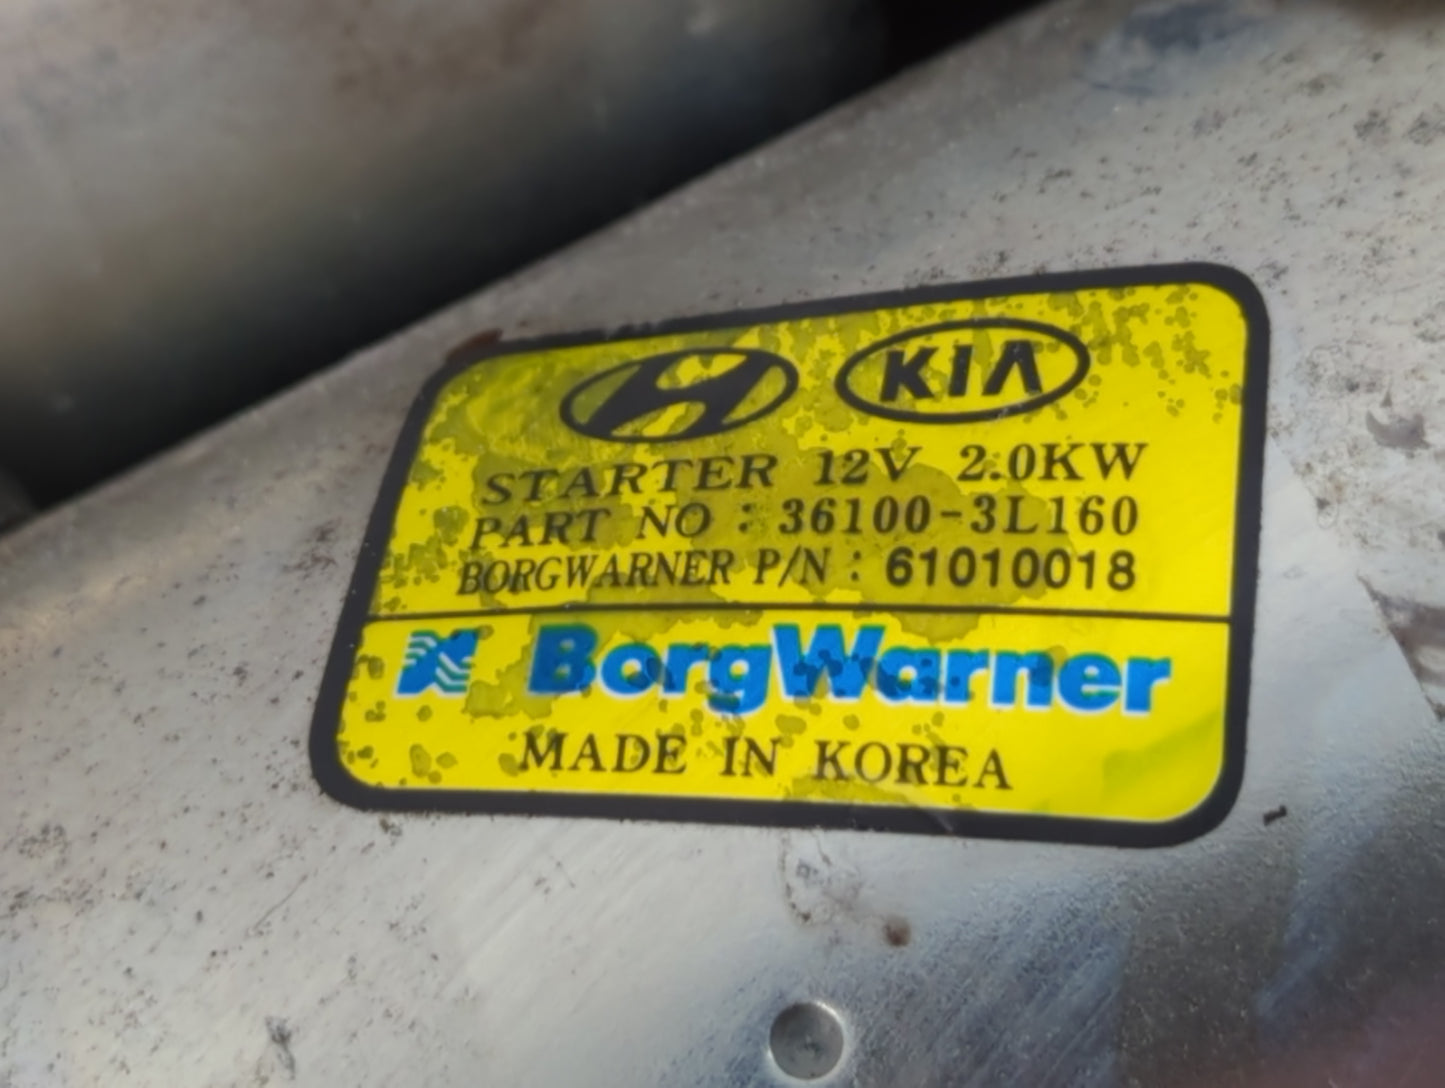 KIA
STARTER 12V 2.0KW
PART NO : 36100-3L160
BORGWARNER P/N : 61010018
BorgWarner
MADE IN KOREA